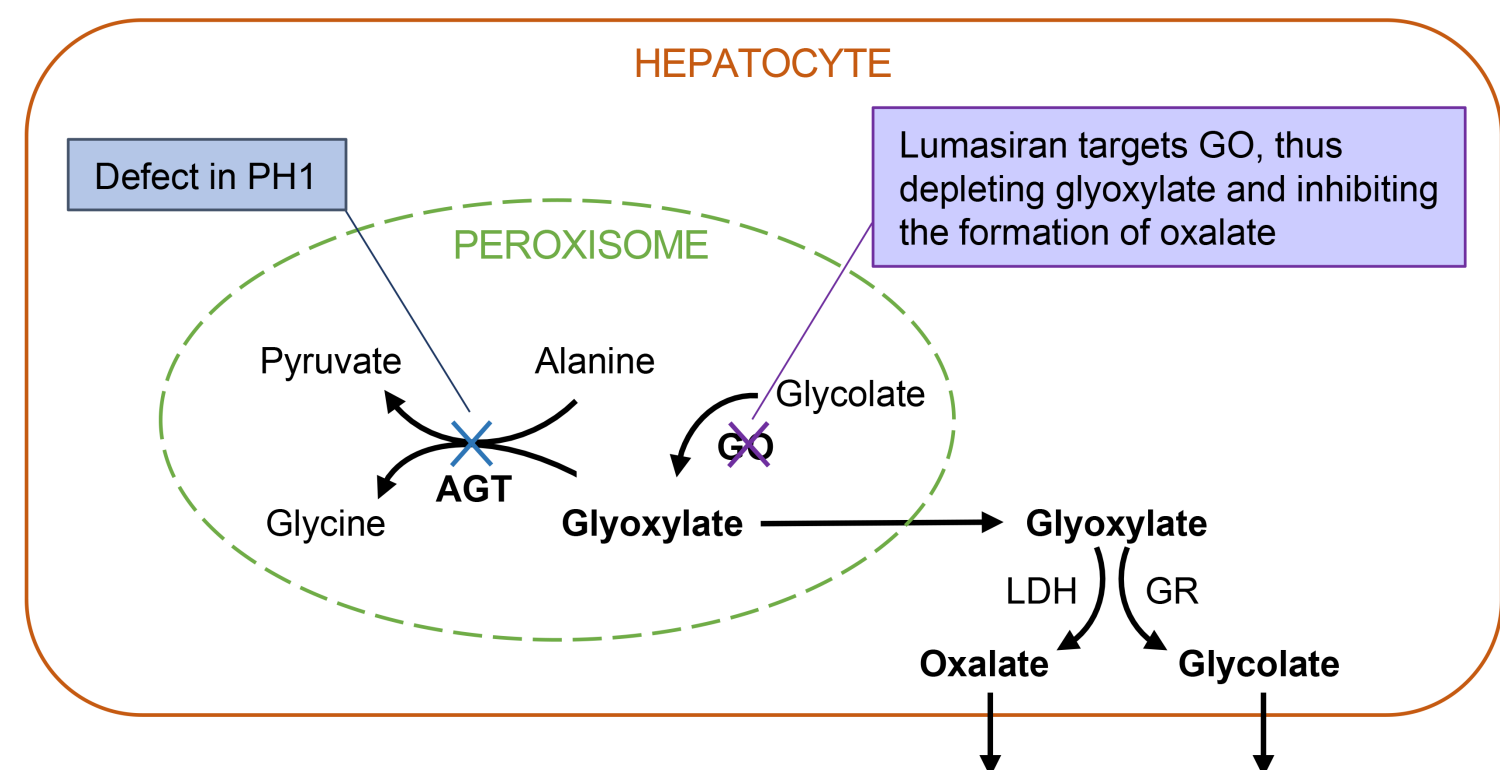 HEPATOCYTE
Defect in PH1
Lumasiran targets GO, thus
depleting glyoxylate and inhibiting
the formation of oxalate
PEROXISOME
Pyruvate
Alanine
Glycolate
GO
AGT
Glycine
Glyoxylate
Glyoxylate
LDH
GR
Oxalate
Glycolate